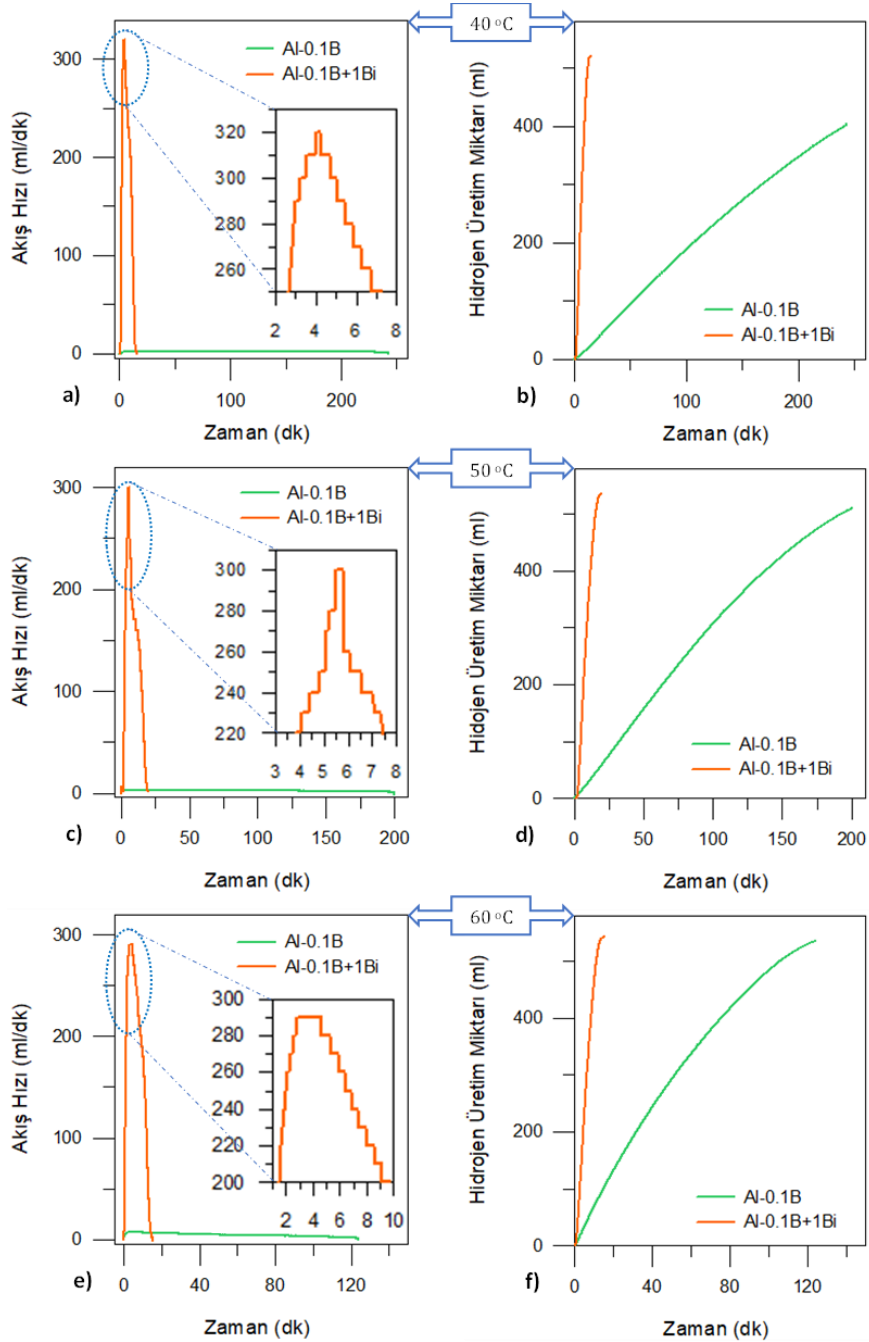 40 °C
Al-0.1B
Al-0.1B+1Bi
Akış Hızı (ml/dk)
300
200
100
0
320
310
300
290
280
260
2
4
6
8
0
100
200
a)
Zaman (dk)
Hidrojen Üretim Miktarı (ml)
400
200
0
Al-0.1B
Al-0.1B+1Bi
0
100
200
b)
Zaman (dk)
50 °C
Al-0.1B
Al-0.1B+1Bi
Akış Hızı (ml/dk)
300
200
100
0
300
280
260
240
220
3
4
5
6
7
8
0
50
100
150
200
c)
Zaman (dk)
Hidojen Üretim Miktarı (ml)
400
200
0
Al-0.1B
Al-0.1B+1Bi
0
50
100
150
200
d)
Zaman (dk)
60 °C
Al-0.1B
Al-0.1B+1Bi
Akış Hızı (ml/dk)
300
200
100
0
300
280
260
240
220
200
2
4
6
8
10
0
40
80
120
e)
Zaman (dk)
Hidrojen Üretim Miktarı (ml)
400
200
0
Al-0.1B
Al-0.1B+1Bi
0
40
80
120
f)
Zaman (dk)